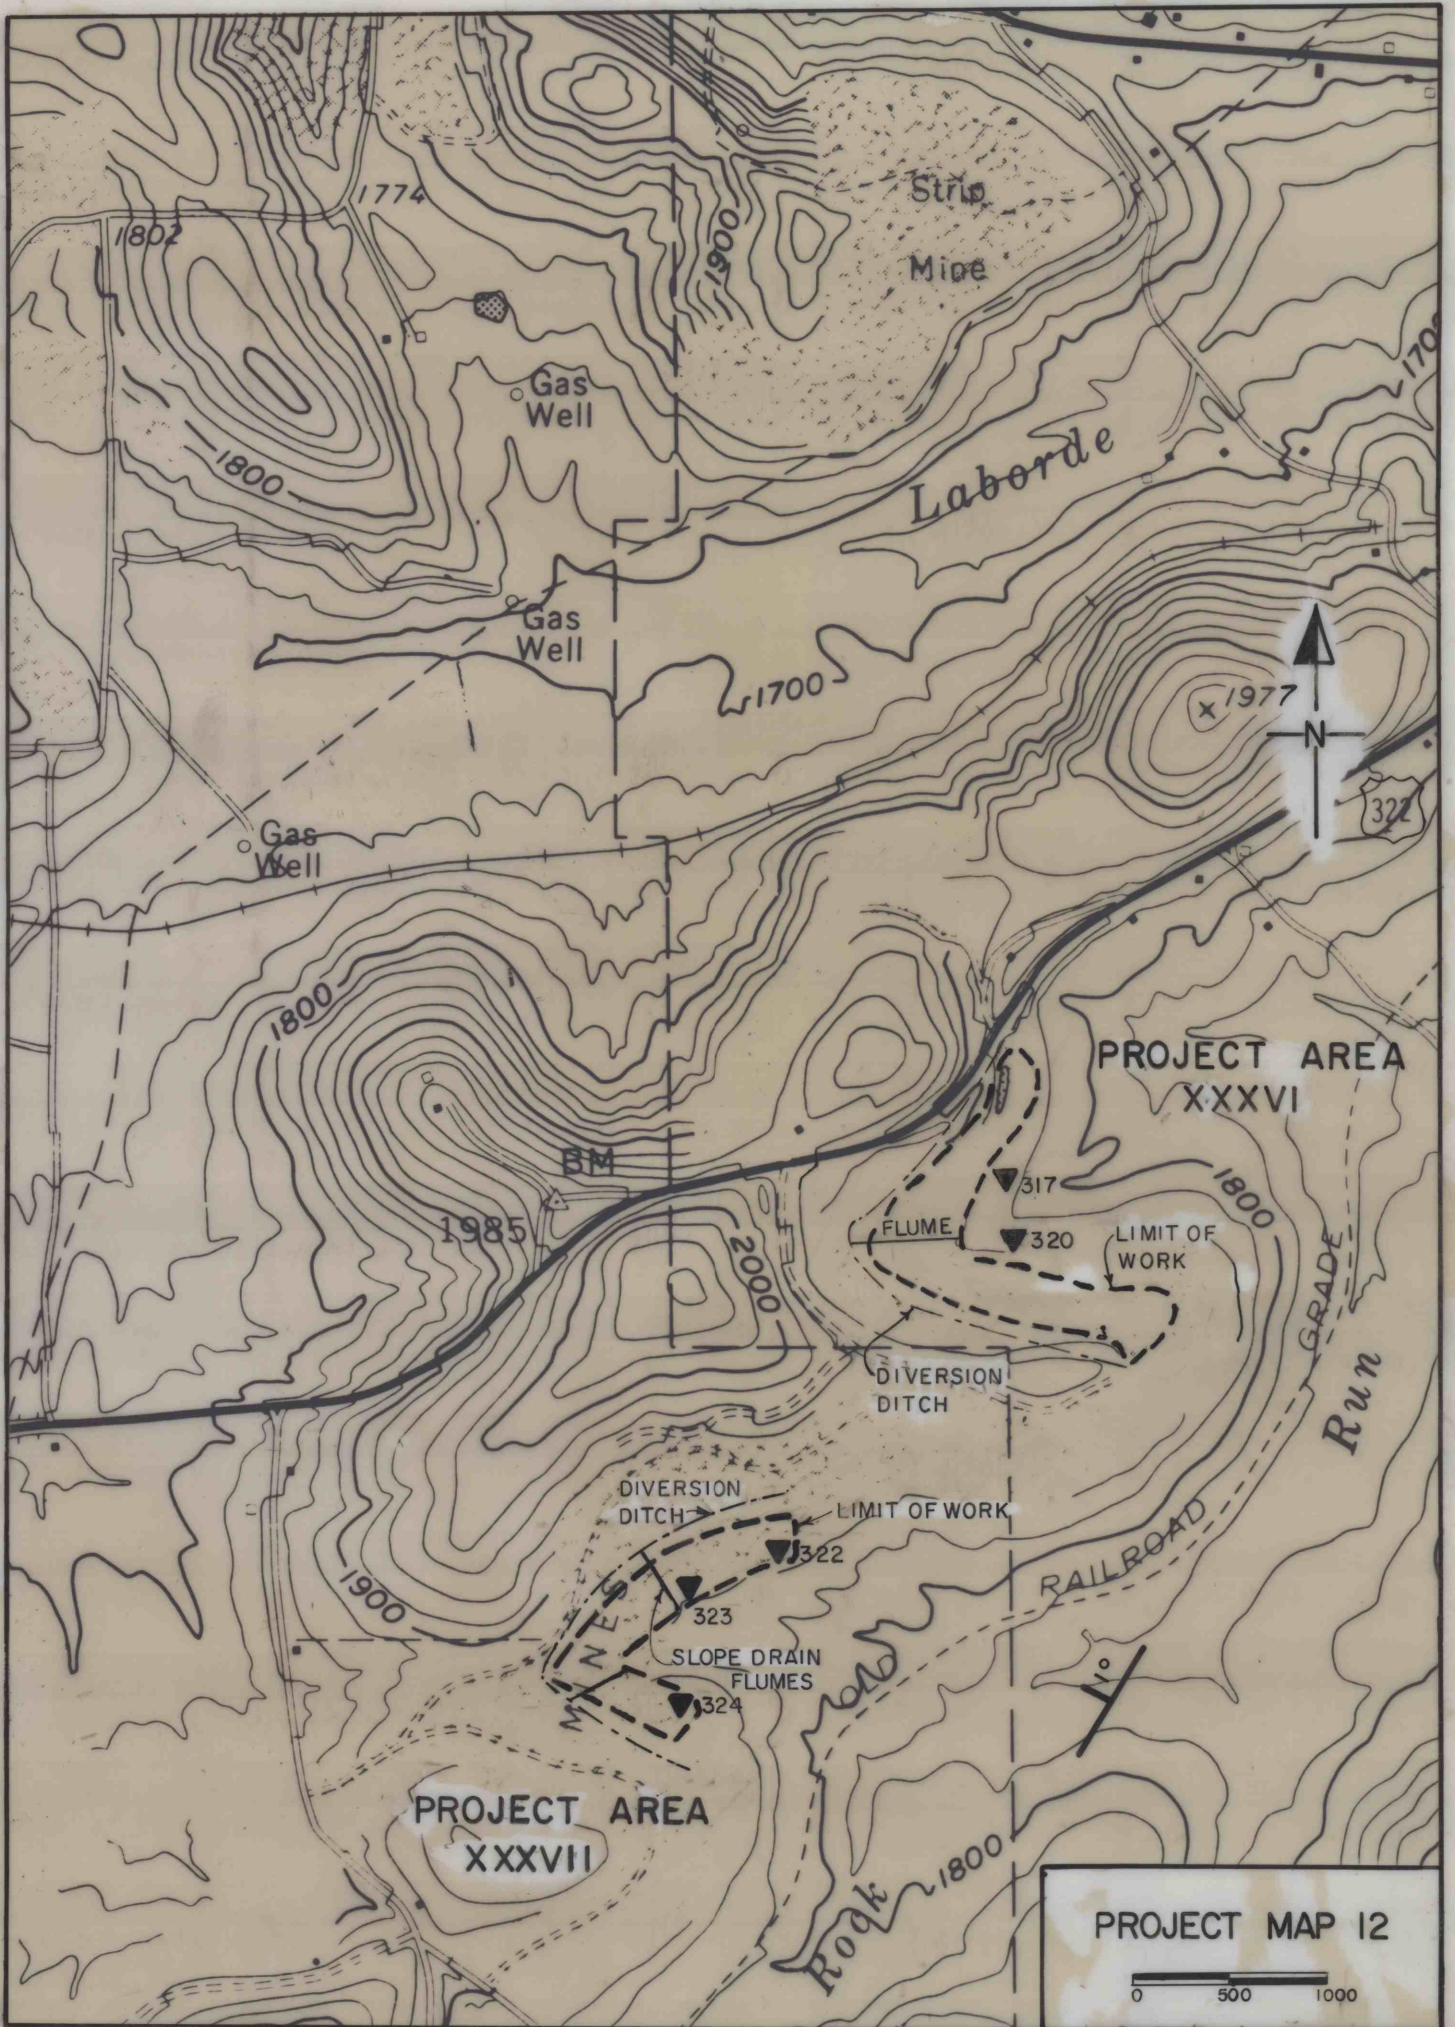 1774
1802
1900
Strip
Mine
1700
Gas
Well
1800
Laborde
Gas
Well
1700
1977
N
322
Gas
Well
1800
PROJECT AREA
XXXVI
BM
1985
2000
317
FLUME
320
LIMIT OF
WORK
1800
GRADE
Run
DIVERSION
DITCH
DIVERSION
DITCH
LIMIT OF WORK
322
323
1900
MINES
RAILROAD
SLOPE DRAIN
FLUMES
324
PROJECT AREA
XXXVII
1800
Rock
PROJECT MAP 12
0 500 1000